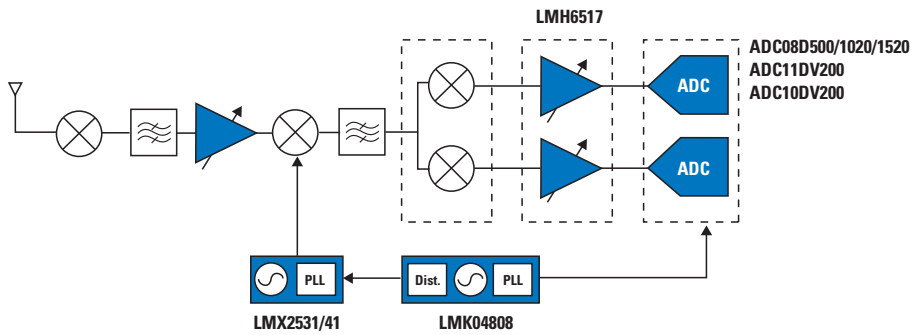 LMH6517
ADC08D500/1020/1520
ADC11DV200
ADC10DV200
ADC
ADC
PLL
Dist.
PLL
LMX2531/41
LMK04808